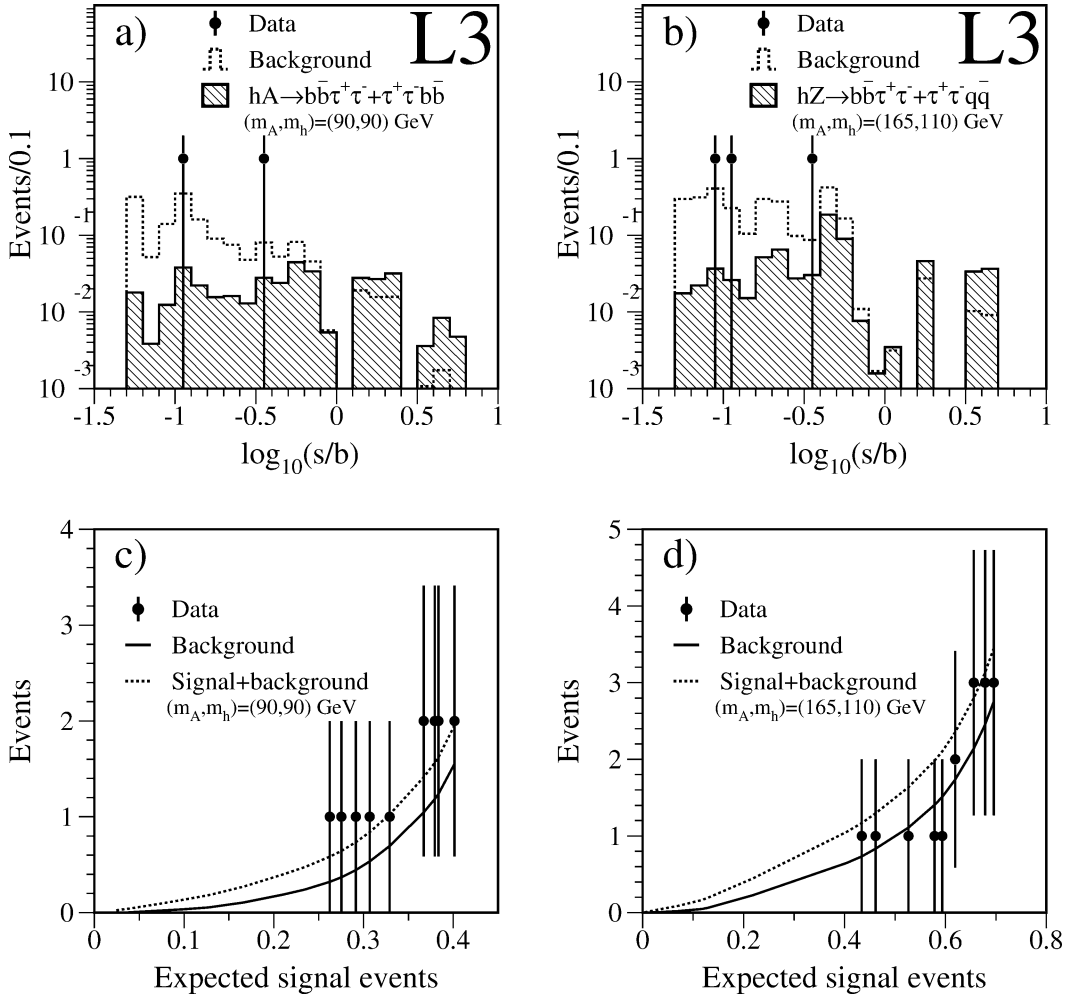 a)
L3
Data
Background
hA→bb̄τ⁺τ⁻+τ⁺τ⁻bb̄
(m_A,m_h)=(90,90) GeV
Events/0.1
10
1
10⁻¹
10⁻²
10⁻³
-1.5 -1 -0.5 0 0.5 1
log₁₀(s/b)
b)
L3
Data
Background
hZ→bb̄τ⁺τ⁻+τ⁺τ⁻qq̄
(m_A,m_h)=(165,110) GeV
Events/0.1
10
1
10⁻¹
10⁻²
10⁻³
-1.5 -1 -0.5 0 0.5 1
log₁₀(s/b)
c)
Data
Background
Signal+background
(m_A,m_h)=(90,90) GeV
Events
4
3
2
1
0
0 0.1 0.2 0.3 0.4
Expected signal events
d)
Data
Background
Signal+background
(m_A,m_h)=(165,110) GeV
Events
5
4
3
2
1
0
0 0.2 0.4 0.6 0.8
Expected signal events